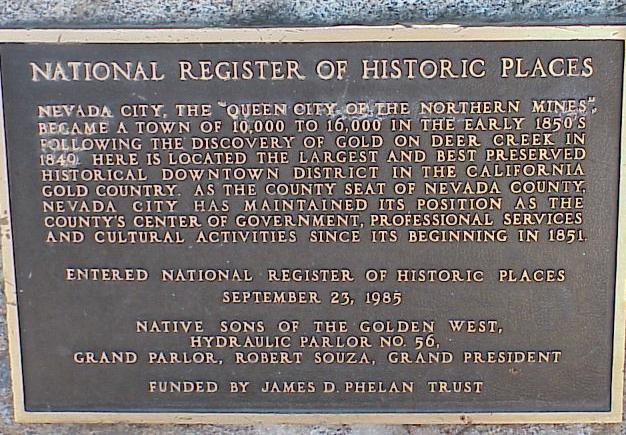 NATIONAL REGISTER OF HISTORIC PLACES
NEVADA CITY, THE "QUEEN CITY OF THE NORTHERN MINES",
BECAME A TOWN OF 10,000 TO 16,000 IN THE EARLY 1850'S
FOLLOWING THE DISCOVERY OF GOLD ON DEER CREEK IN
1849. HERE IS LOCATED THE LARGEST AND BEST PRESERVED
HISTORICAL DOWNTOWN DISTRICT IN THE CALIFORNIA
GOLD COUNTRY. AS THE COUNTY SEAT OF NEVADA COUNTY,
NEVADA CITY HAS MAINTAINED ITS POSITION AS THE
COUNTY'S CENTER OF GOVERNMENT, PROFESSIONAL SERVICES
AND CULTURAL ACTIVITIES SINCE ITS BEGINNING IN 1851.
ENTERED NATIONAL REGISTER OF HISTORIC PLACES
SEPTEMBER 23, 1985
NATIVE SONS OF THE GOLDEN WEST,
HYDRAULIC PARLOR NO. 56,
GRAND PARLOR, ROBERT SOUZA, GRAND PRESIDENT
FUNDED BY JAMES D. PHELAN TRUST